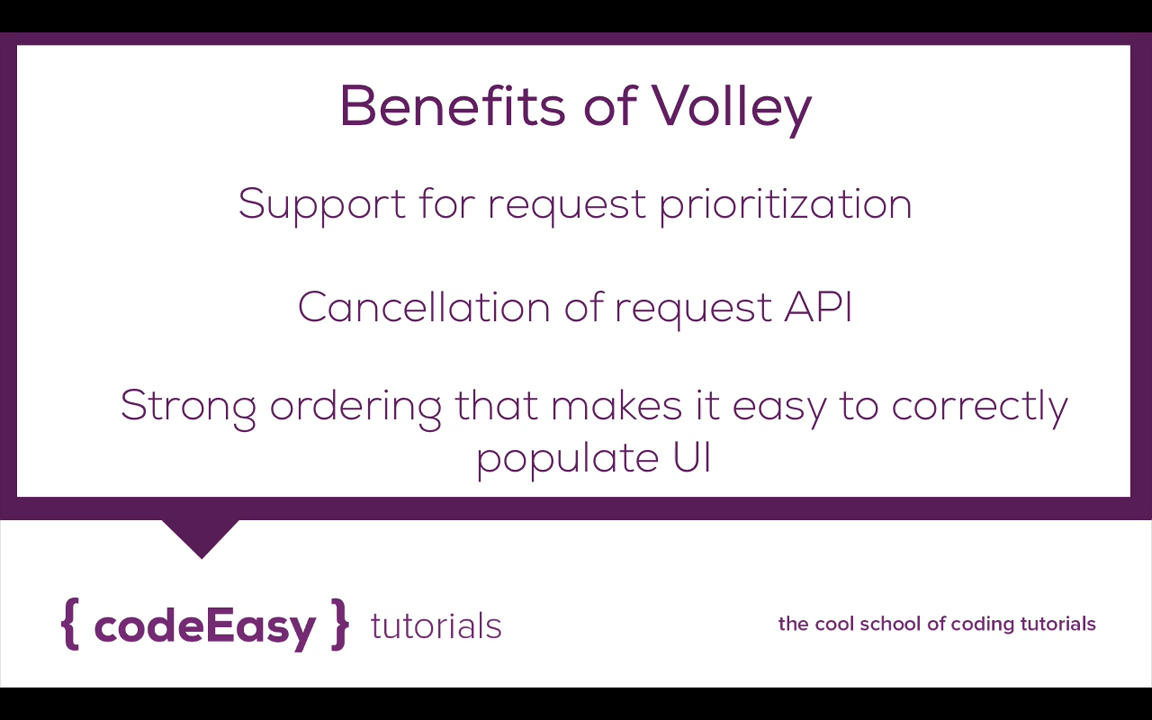 Benefits of Volley
Support for request prioritization
Cancellation of request API
Strong ordering that makes it easy to correctly
populate UI
{ codeEasy } tutorials
the cool school of coding tutorials